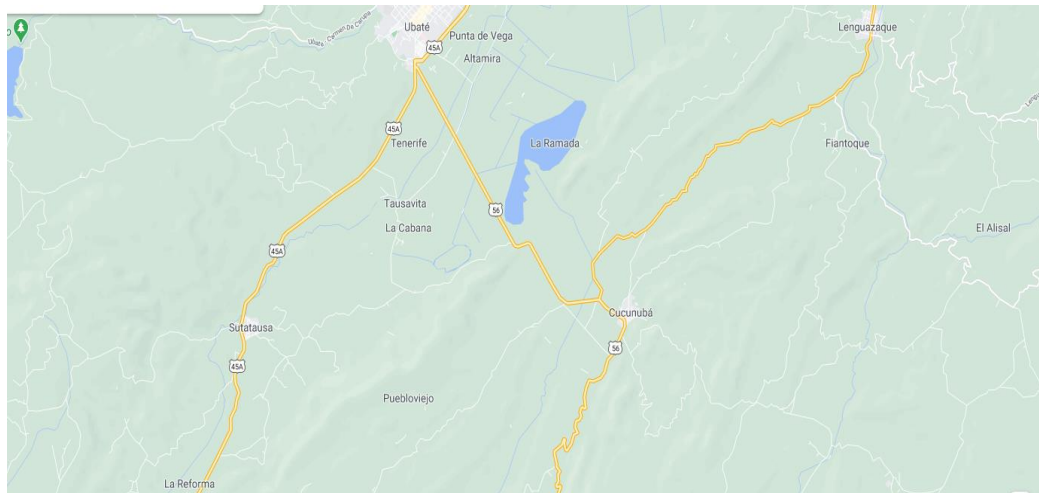 Ubaté
Lenguazaque
Punta de Vega
45A
Altamira
Ubaté
45A
Tenerife
La Ramada
Fiantoque
Tausavita
56
La Cabana
El Alisal
45A
Cucunubá
Sutatausa
56
45A
Puebloviejo
La Reforma